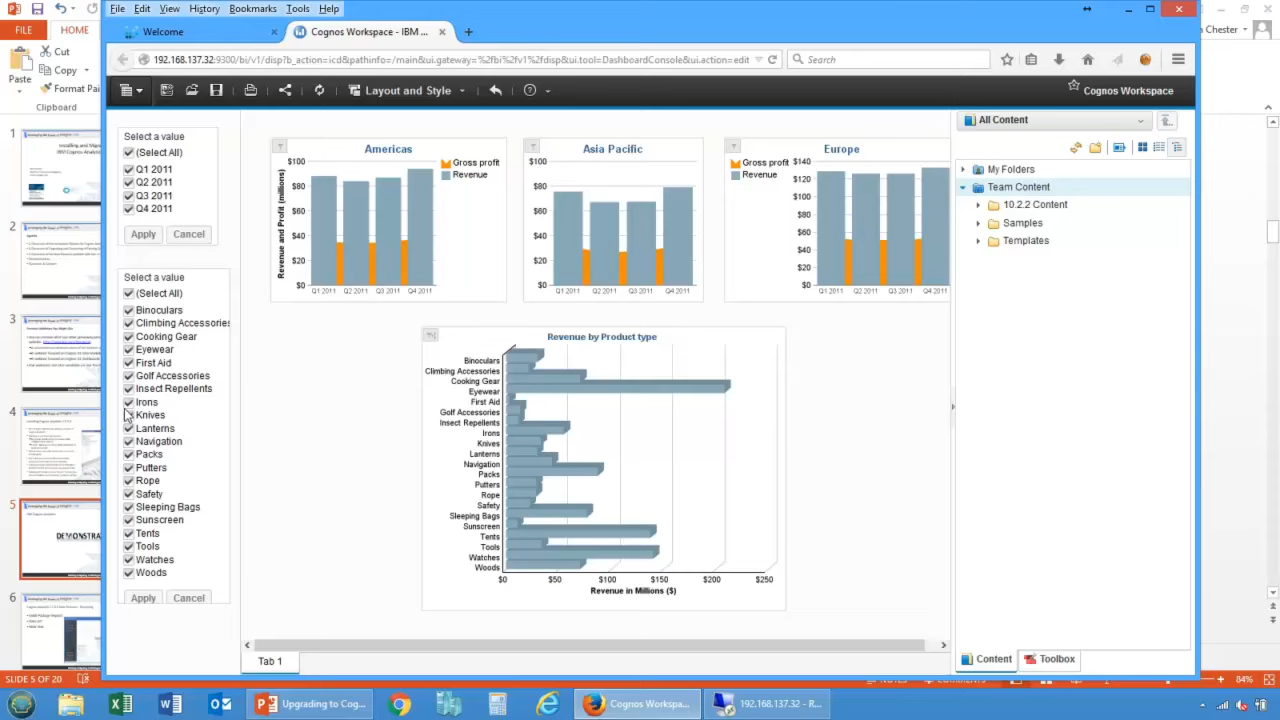 File Edit View History Bookmarks Tools Help
FILE HOME
Welcome × Cognos Workspace - IBM ... × +
n Chester
Cut
Copy
Paste
Format Pai
Clipboard
192.168.137.32:9300/bi/v1/disp?b_action=icd&pathinfo=/main&ui.gateway=%2fbi%2fv1%2fdisp&ui.tool=DashboardConsole&ui.action=edit
Search
Layout and Style
Cognos Workspace
Select a value
(Select All)
Q1 2011
Q2 2011
Q3 2011
Q4 2011
Apply Cancel
Select a value
(Select All)
Binoculars
Climbing Accessories
Cooking Gear
Eyewear
First Aid
Golf Accessories
Insect Repellents
Irons
Knives
Lanterns
Navigation
Packs
Putters
Rope
Safety
Sleeping Bags
Sunscreen
Tents
Tools
Watches
Woods
Apply Cancel
Americas
Revenue and Profit (millions)
$100
$80
$60
$40
$20
$0
Q1 2011 Q2 2011 Q3 2011 Q4 2011
Gross profit
Revenue
Asia Pacific
$100
$80
$60
$40
$20
$0
Q1 2011 Q2 2011 Q3 2011 Q4 2011
Gross profit
Revenue
Europe
$140
$120
$100
$80
$60
$40
$20
$0
Q1 2011 Q2 2011 Q3 2011 Q4 2011
Revenue by Product type
Binoculars
Climbing Accessories
Cooking Gear
Eyewear
First Aid
Golf Accessories
Insect Repellents
Irons
Knives
Lanterns
Navigation
Packs
Putters
Rope
Safety
Sleeping Bags
Sunscreen
Tents
Tools
Watches
Woods
$0 $50 $100 $150 $200 $250
Revenue in Millions ($)
Tab 1
All Content
My Folders
Team Content
10.2.2 Content
Samples
Templates
Content Toolbox
1
2
3
4
5
DEMONSTRA
6
SLIDE 5 OF 20
84%
Upgrading to Cog...
Cognos Workspa...
192.168.137.32 - R...